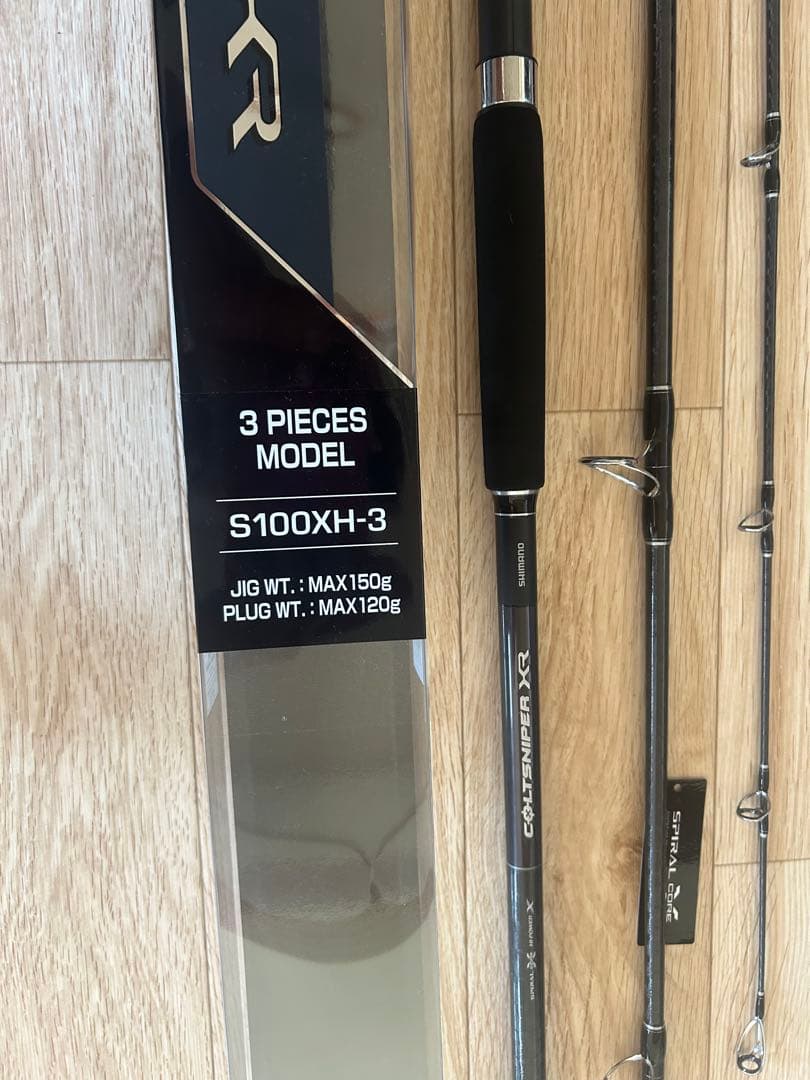 XR
3 PIECES
MODEL
S100XH-3
JIG WT. : MAX150g
PLUG WT. : MAX120g
SHIMANO
COLTSNIPER XR
SPIRAL X HI-POWER X
SPIRAL X CORE